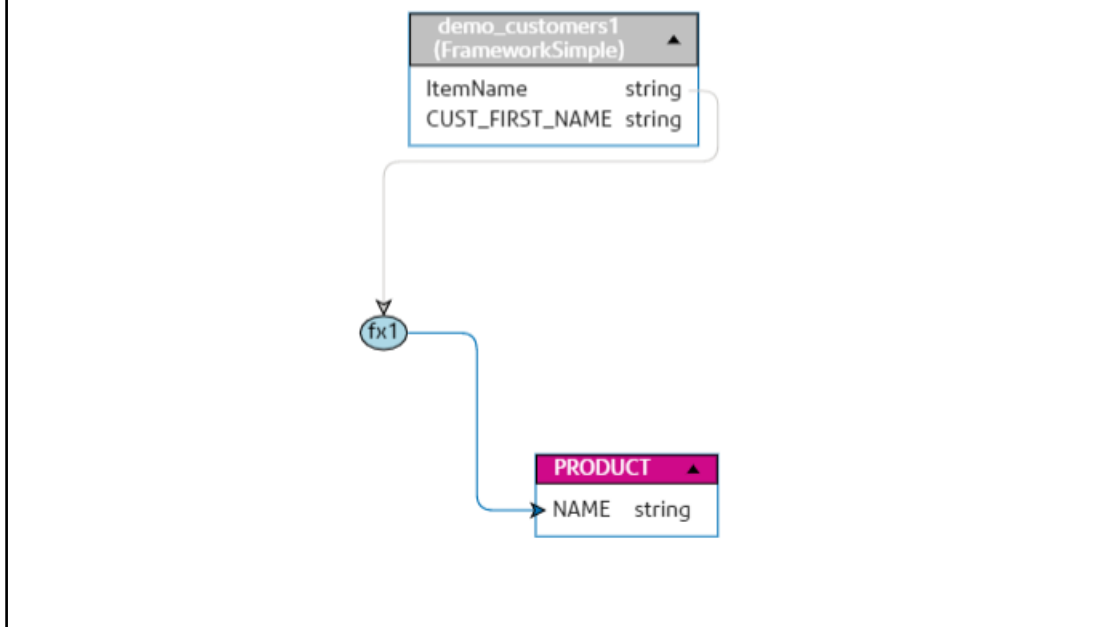 demo_customers1
(FrameworkSimple)
ItemName string
CUST_FIRST_NAME string
fx1
PRODUCT
NAME string